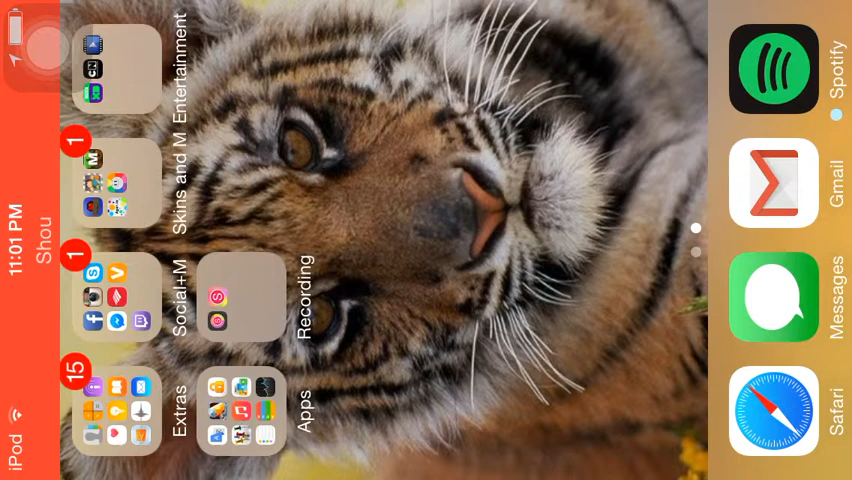 iPod
11:01 PM
Shou
15
1
1
Extras
Social+M
Skins and M
Entertainment
Apps
Recording
Safari
Messages
Gmail
Spotify